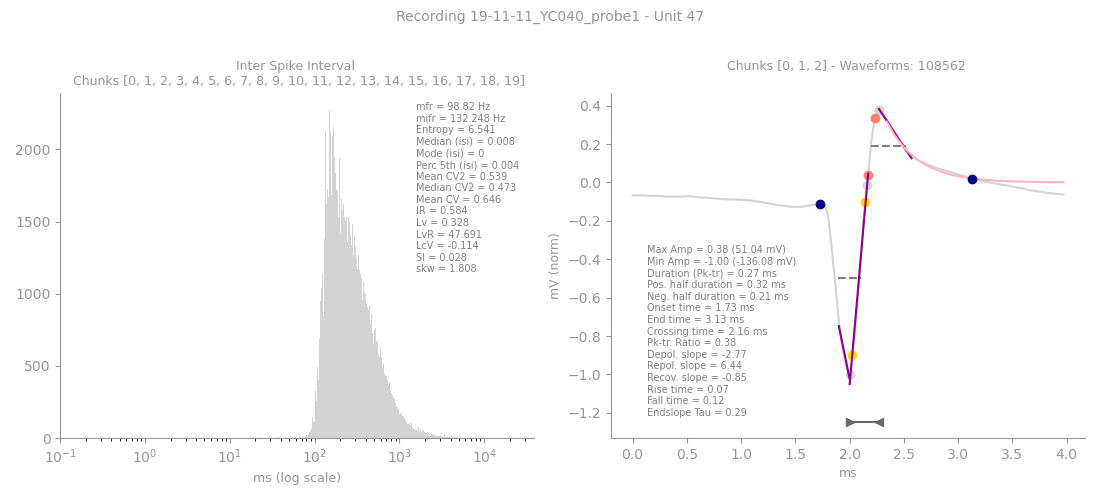 Recording 19-11-11_YC040_probe1 - Unit 47
Inter Spike Interval
Chunks [0, 1, 2, 3, 4, 5, 6, 7, 8, 9, 10, 11, 12, 13, 14, 15, 16, 17, 18, 19]
mfr = 98.82 Hz
mifr = 132.248 Hz
Entropy = 6.541
Median (isi) = 0.008
Mode (isi) = 0
Perc 5th (isi) = 0.004
Mean CV2 = 0.539
Median CV2 = 0.473
Mean CV = 0.646
IR = 0.584
Lv = 0.328
LvR = 47.691
LcV = -0.114
SI = 0.028
skw = 1.808
2000
1500
1000
500
0
10⁻¹ 10⁰ 10¹ 10² 10³ 10⁴
ms (log scale)
Chunks [0, 1, 2] - Waveforms: 108562
mV (norm)
0.4
0.2
0.0
−0.2
−0.4
−0.6
−0.8
−1.0
−1.2
Max Amp = 0.38 (51.04 mV)
Min Amp = -1.00 (-136.08 mV)
Duration (Pk-tr) = 0.27 ms
Pos. half duration = 0.32 ms
Neg. half duration = 0.21 ms
Onset time = 1.73 ms
End time = 3.13 ms
Crossing time = 2.16 ms
Pk-tr. Ratio = 0.38
Depol. slope = -2.77
Repol. slope = 6.44
Recov. slope = -0.85
Rise time = 0.07
Fall time = 0.12
Endslope Tau = 0.29
0.0 0.5 1.0 1.5 2.0 2.5 3.0 3.5 4.0
ms